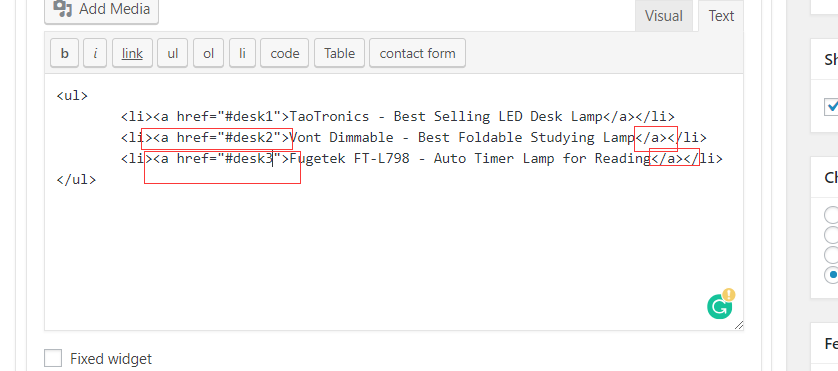 Add Media
Visual
Text
b
i
link
ul
ol
li
code
Table
contact form
<ul>
<li><a href="#desk1">TaoTronics - Best Selling LED Desk Lamp</a></li>
<li><a href="#desk2">Vont Dimmable - Best Foldable Studying Lamp</a></li>
<li><a href="#desk3">Fugetek FT-L798 - Auto Timer Lamp for Reading</a></li>
</ul>
Fixed widget
Sh
Ch
Fe